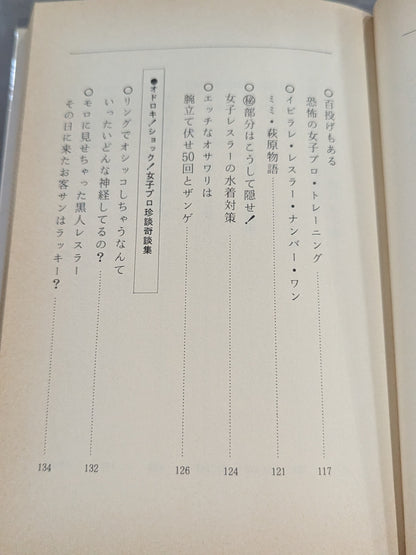 ○百投げもある
恐怖の女子プロ・トレーニング……117
○イビラレ・レスラー・ナンバー・ワン
ミミ・萩原物語……121
○㊙部分はこうして隠せ!
女子レスラーの水着対策……124
○エッチなオサワリは
腕立て伏せ50回とザンゲ……126
●オドロキ!ショック!女子プロ珍談奇談集
○リングでオシッコしちゃうなんて
いったいどんな神経してるの?……132
○モロに見せちゃった黒人レスラー
その日に来たお客サンはラッキー?……134